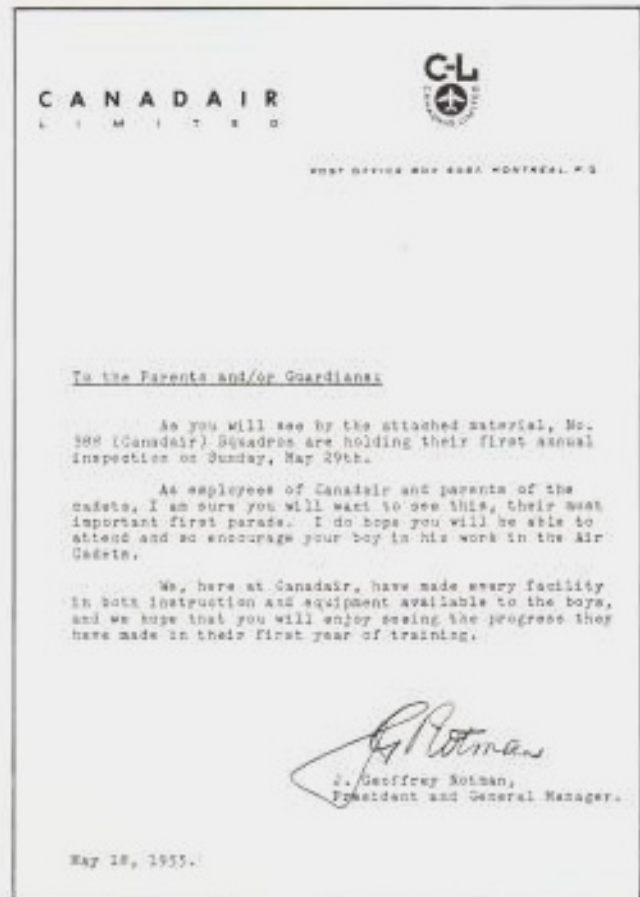 CANADAIR
LIMITED
C-L
CANADAIR LIMITED
POST OFFICE BOX MONTREAL, P.Q.
To the Parents and/or Guardians:
As you will see by the attached material, No.
(Canadair) Squadron are holding their first annual
inspection on Sunday, May 29th.
As employees of Canadair and parents of the
cadets, I am sure you will want to see this, their most
important first parade. I do hope you will be able to
attend and so encourage your boy in his work in the Air
Cadets.
We, here at Canadair, have made every facility
in both instruction and equipment available to the boys,
and we hope that you will enjoy seeing the progress they
have made in their first year of training.
J. Geoffrey Notman,
President and General Manager.
May 18, 1955.